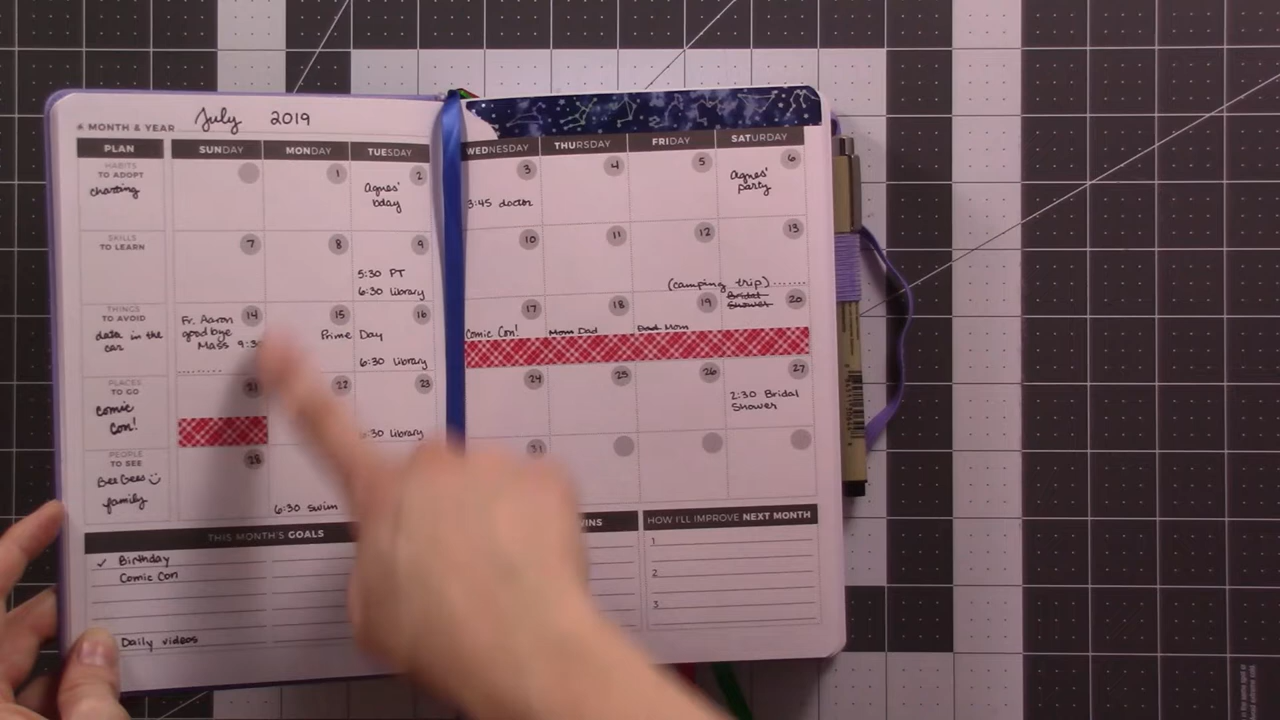 * MONTH & YEAR July 2019
PLAN SUNDAY MONDAY TUESDAY WEDNESDAY THURSDAY FRIDAY SATURDAY
HABITS
TO ADOPT
charting
1
2
Agnes'
bday
3
3:45 doctor
4
5
6
Agnes'
party
SKILLS
TO LEARN
7
8
9
5:30 PT
6:30 library
10
11
12
13
(camping trip)........
THINGS
TO AVOID
data in the
car
14
Fr. Aaron
goodbye
Mass 9:30
........
15
16
Prime Day
6:30 library
17
Comic Con!
18
Mom Dad
19
Dad Mom
20
Bridal
Shower
PLACES
TO GO
Comic
Con!
21
22
23
6:30 library
24
25
26
27
2:30 Bridal
Shower
PEOPLE
TO SEE
BeeGees
family
28
6:30 swim
31
THIS MONTH'S GOALS
✓ Birthday
Comic Con
Daily videos
WINS
HOW I'LL IMPROVE NEXT MONTH
1
2
3